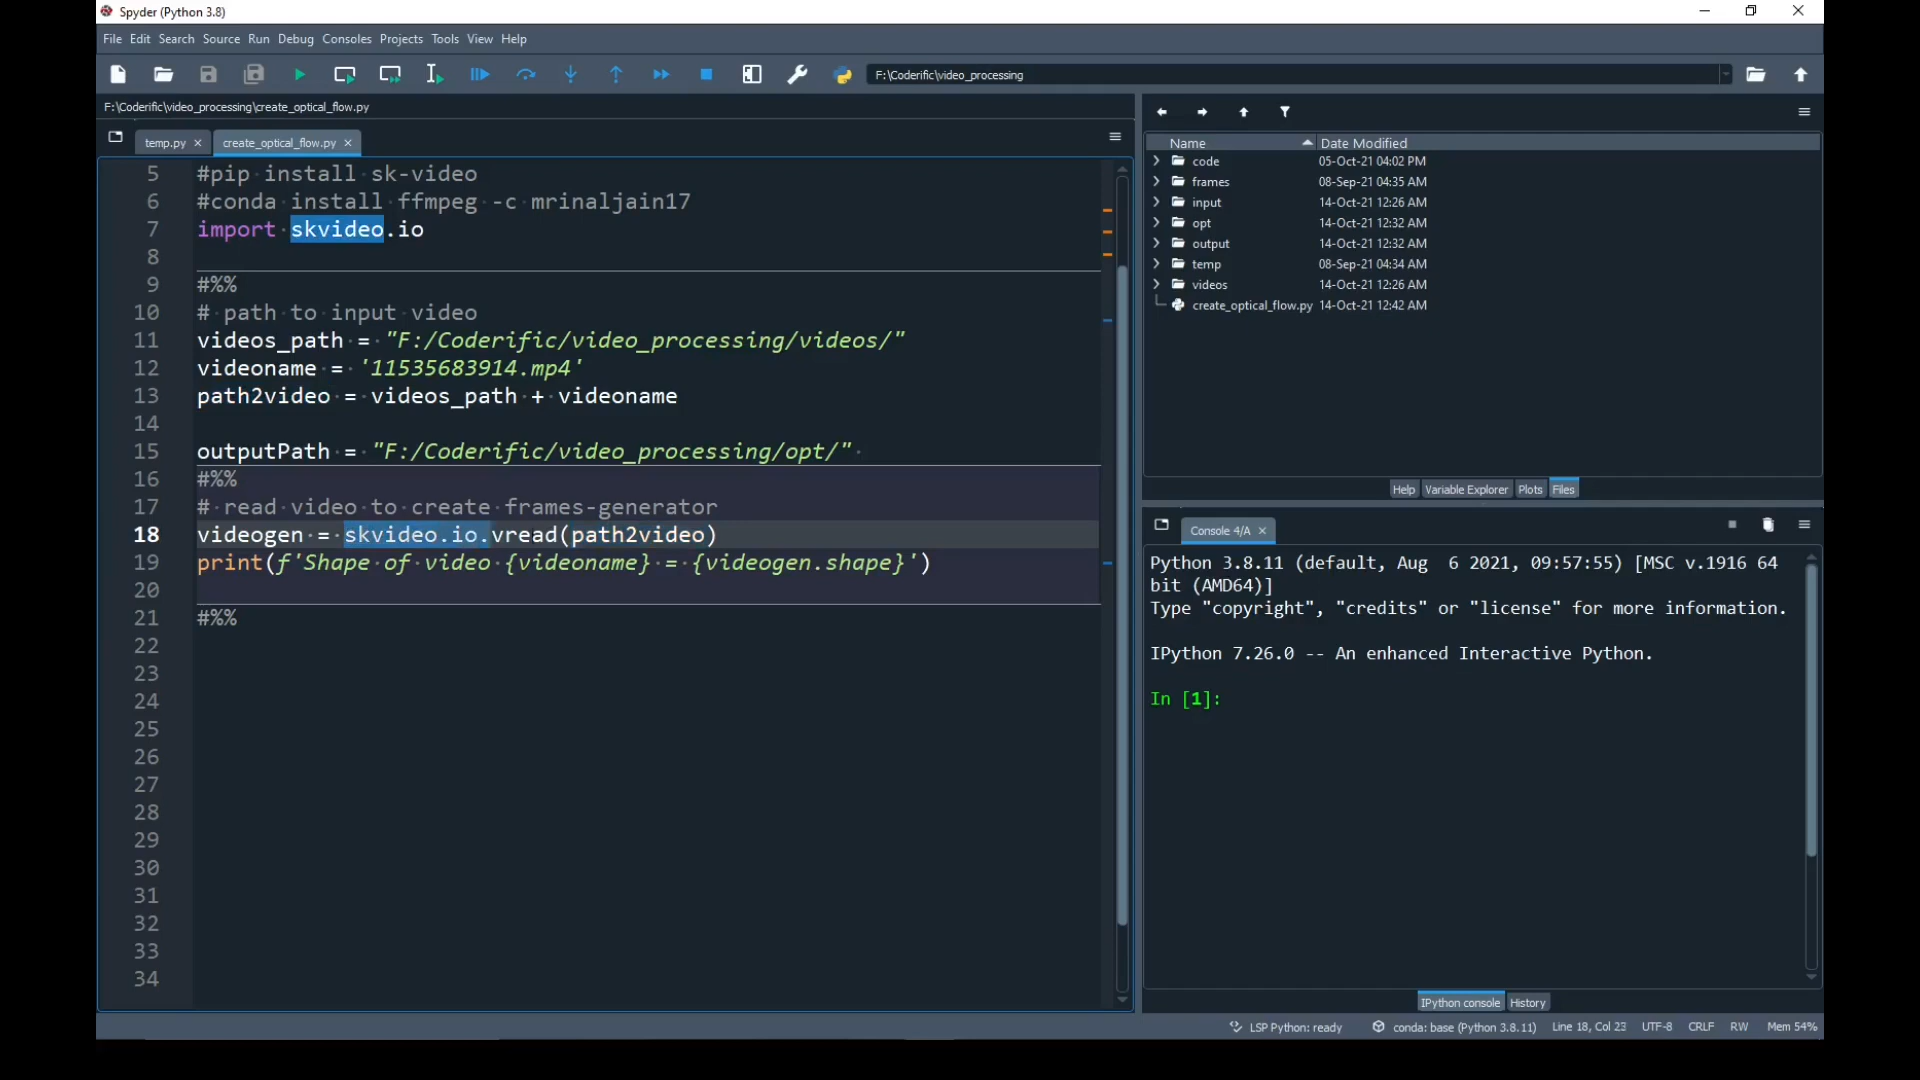 Spyder (Python 3.8)
File Edit Search Source Run Debug Consoles Projects Tools View Help
F:\Coderific\video_processing
F:\Coderific\video_processing\create_optical_flow.py
temp.py
create_optical_flow.py
5 #pip install sk-video
6 #conda install ffmpeg -c mrinaljain17
7 import skvideo.io
8
9 #%%
10 # path to input video
11 videos_path = "F:/Coderific/video_processing/videos/"
12 videoname = '11535683914.mp4'
13 path2video = videos_path + videoname
14
15 outputPath = "F:/Coderific/video_processing/opt/"
16 #%%
17 # read video to create frames-generator
18 videogen = skvideo.io.vread(path2video)
19 print(f'Shape of video {videoname} = {videogen.shape}')
20
21 #%%
22
23
24
25
26
27
28
29
30
31
32
33
34
Name Date Modified
code 05-Oct-21 04:02 PM
frames 08-Sep-21 04:35 AM
input 14-Oct-21 12:26 AM
opt 14-Oct-21 12:32 AM
output 14-Oct-21 12:32 AM
temp 08-Sep-21 04:34 AM
videos 14-Oct-21 12:26 AM
create_optical_flow.py 14-Oct-21 12:42 AM
Help Variable Explorer Plots Files
Console 4/A
Python 3.8.11 (default, Aug  6 2021, 09:57:55) [MSC v.1916 64
bit (AMD64)]
Type "copyright", "credits" or "license" for more information.
IPython 7.26.0 -- An enhanced Interactive Python.
In [1]:
IPython console History
LSP Python: ready conda: base (Python 3.8.11) Line 18, Col 23 UTF-8 CRLF RW Mem 54%